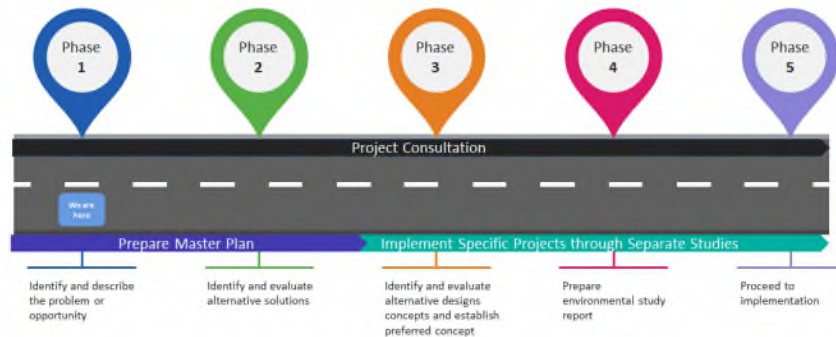 Phase
1
Phase
2
Phase
3
Phase
4
Phase
5
Project Consultation
We are
here
Prepare Master Plan
Implement Specific Projects through Separate Studies
Identify and describe
the problem or
opportunity
Identify and evaluate
alternative solutions
Identify and evaluate
alternative designs
concepts and establish
preferred concept
Prepare
environmental study
report
Proceed to
implementation